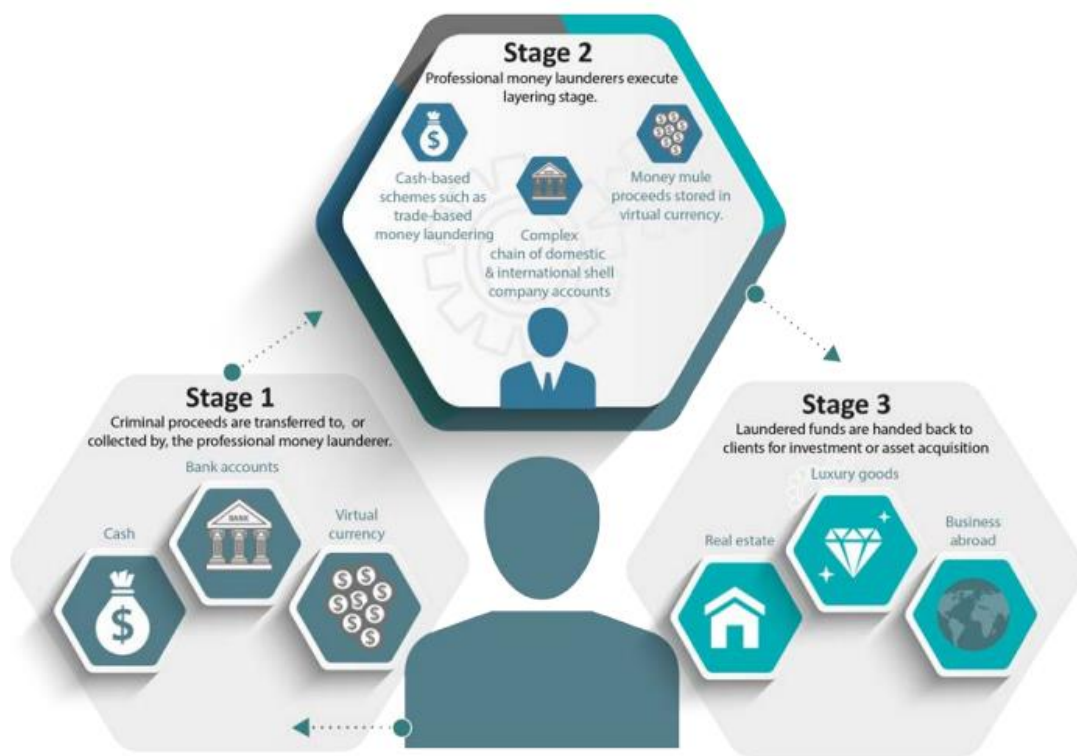 Stage 2
Professional money launderers execute
layering stage.
$
Cash-based
schemes such as
trade-based
money laundering
Complex
chain of domestic
& international shell
company accounts
Money mule
proceeds stored in
virtual currency.
Stage 1
Criminal proceeds are transferred to, or
collected by, the professional money launderer.
Bank accounts
BANK
Cash
$
Virtual
currency
Stage 3
Laundered funds are handed back to
clients for investment or asset acquisition
Luxury goods
Real estate
Business
abroad